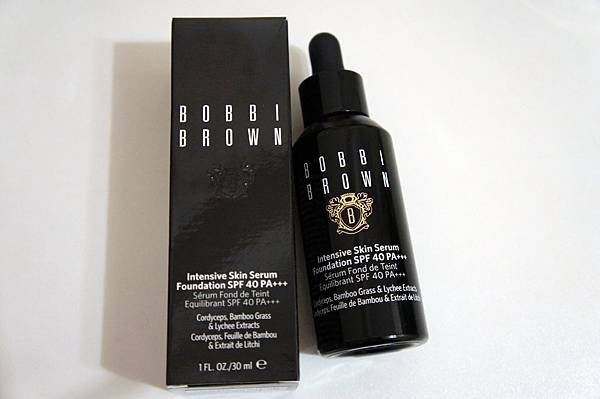 BOBBI
BROWN
Intensive Skin Serum
Foundation SPF 40 PA+++
Sérum Fond de Teint
Equilibrant SPF 40 PA+++
Cordyceps, Bamboo Grass
& Lychee Extracts
Cordyceps, Feuille de Bambou
& Extrait de Litchi
1 FL. OZ./30 ml e
BOBBI
BROWN
B
Intensive Skin Serum
Foundation SPF 40 PA+++
Sérum Fond de Teint
Equilibrant SPF 40 PA+++
Cordyceps, Bamboo Grass & Lychee Extracts
Cordyceps, Feuille de Bambou & Extrait de Litchi